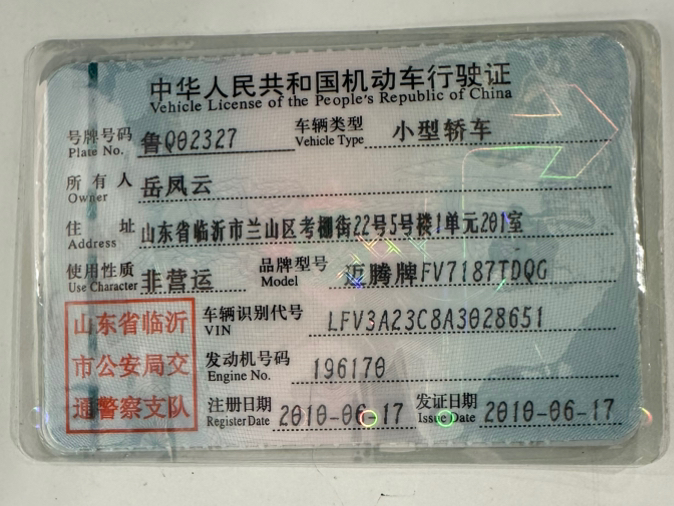 中华人民共和国机动车行驶证
Vehicle License of the People's Republic of China
号牌号码 鲁Q02327 车辆类型 小型轿车
Plate No. Vehicle Type
所有人 岳凤云
Owner
住址 山东省临沂市兰山区考棚街22号5号楼1单元201室
Address
使用性质 非营运 品牌型号 迈腾牌FV7187TDQG
Use Character Model
山东省临沂 车辆识别代号 LFV3A23C8A3028651
VIN
市公安局交 发动机号码 196170
Engine No.
通警察支队 注册日期 2010-06-17 发证日期 2010-06-17
Register Date Issue Date